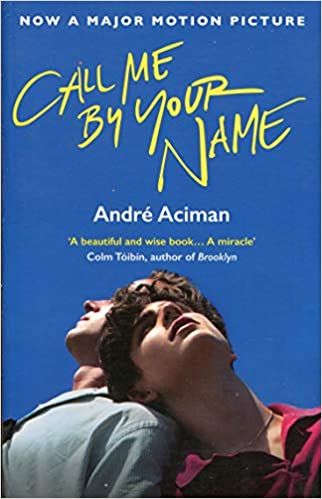 NOW A MAJOR MOTION PICTURE
CALL ME
BY YOUR
NAME
André Aciman
‘A beautiful and wise book... A miracle’
Colm Tóibín, author of Brooklyn